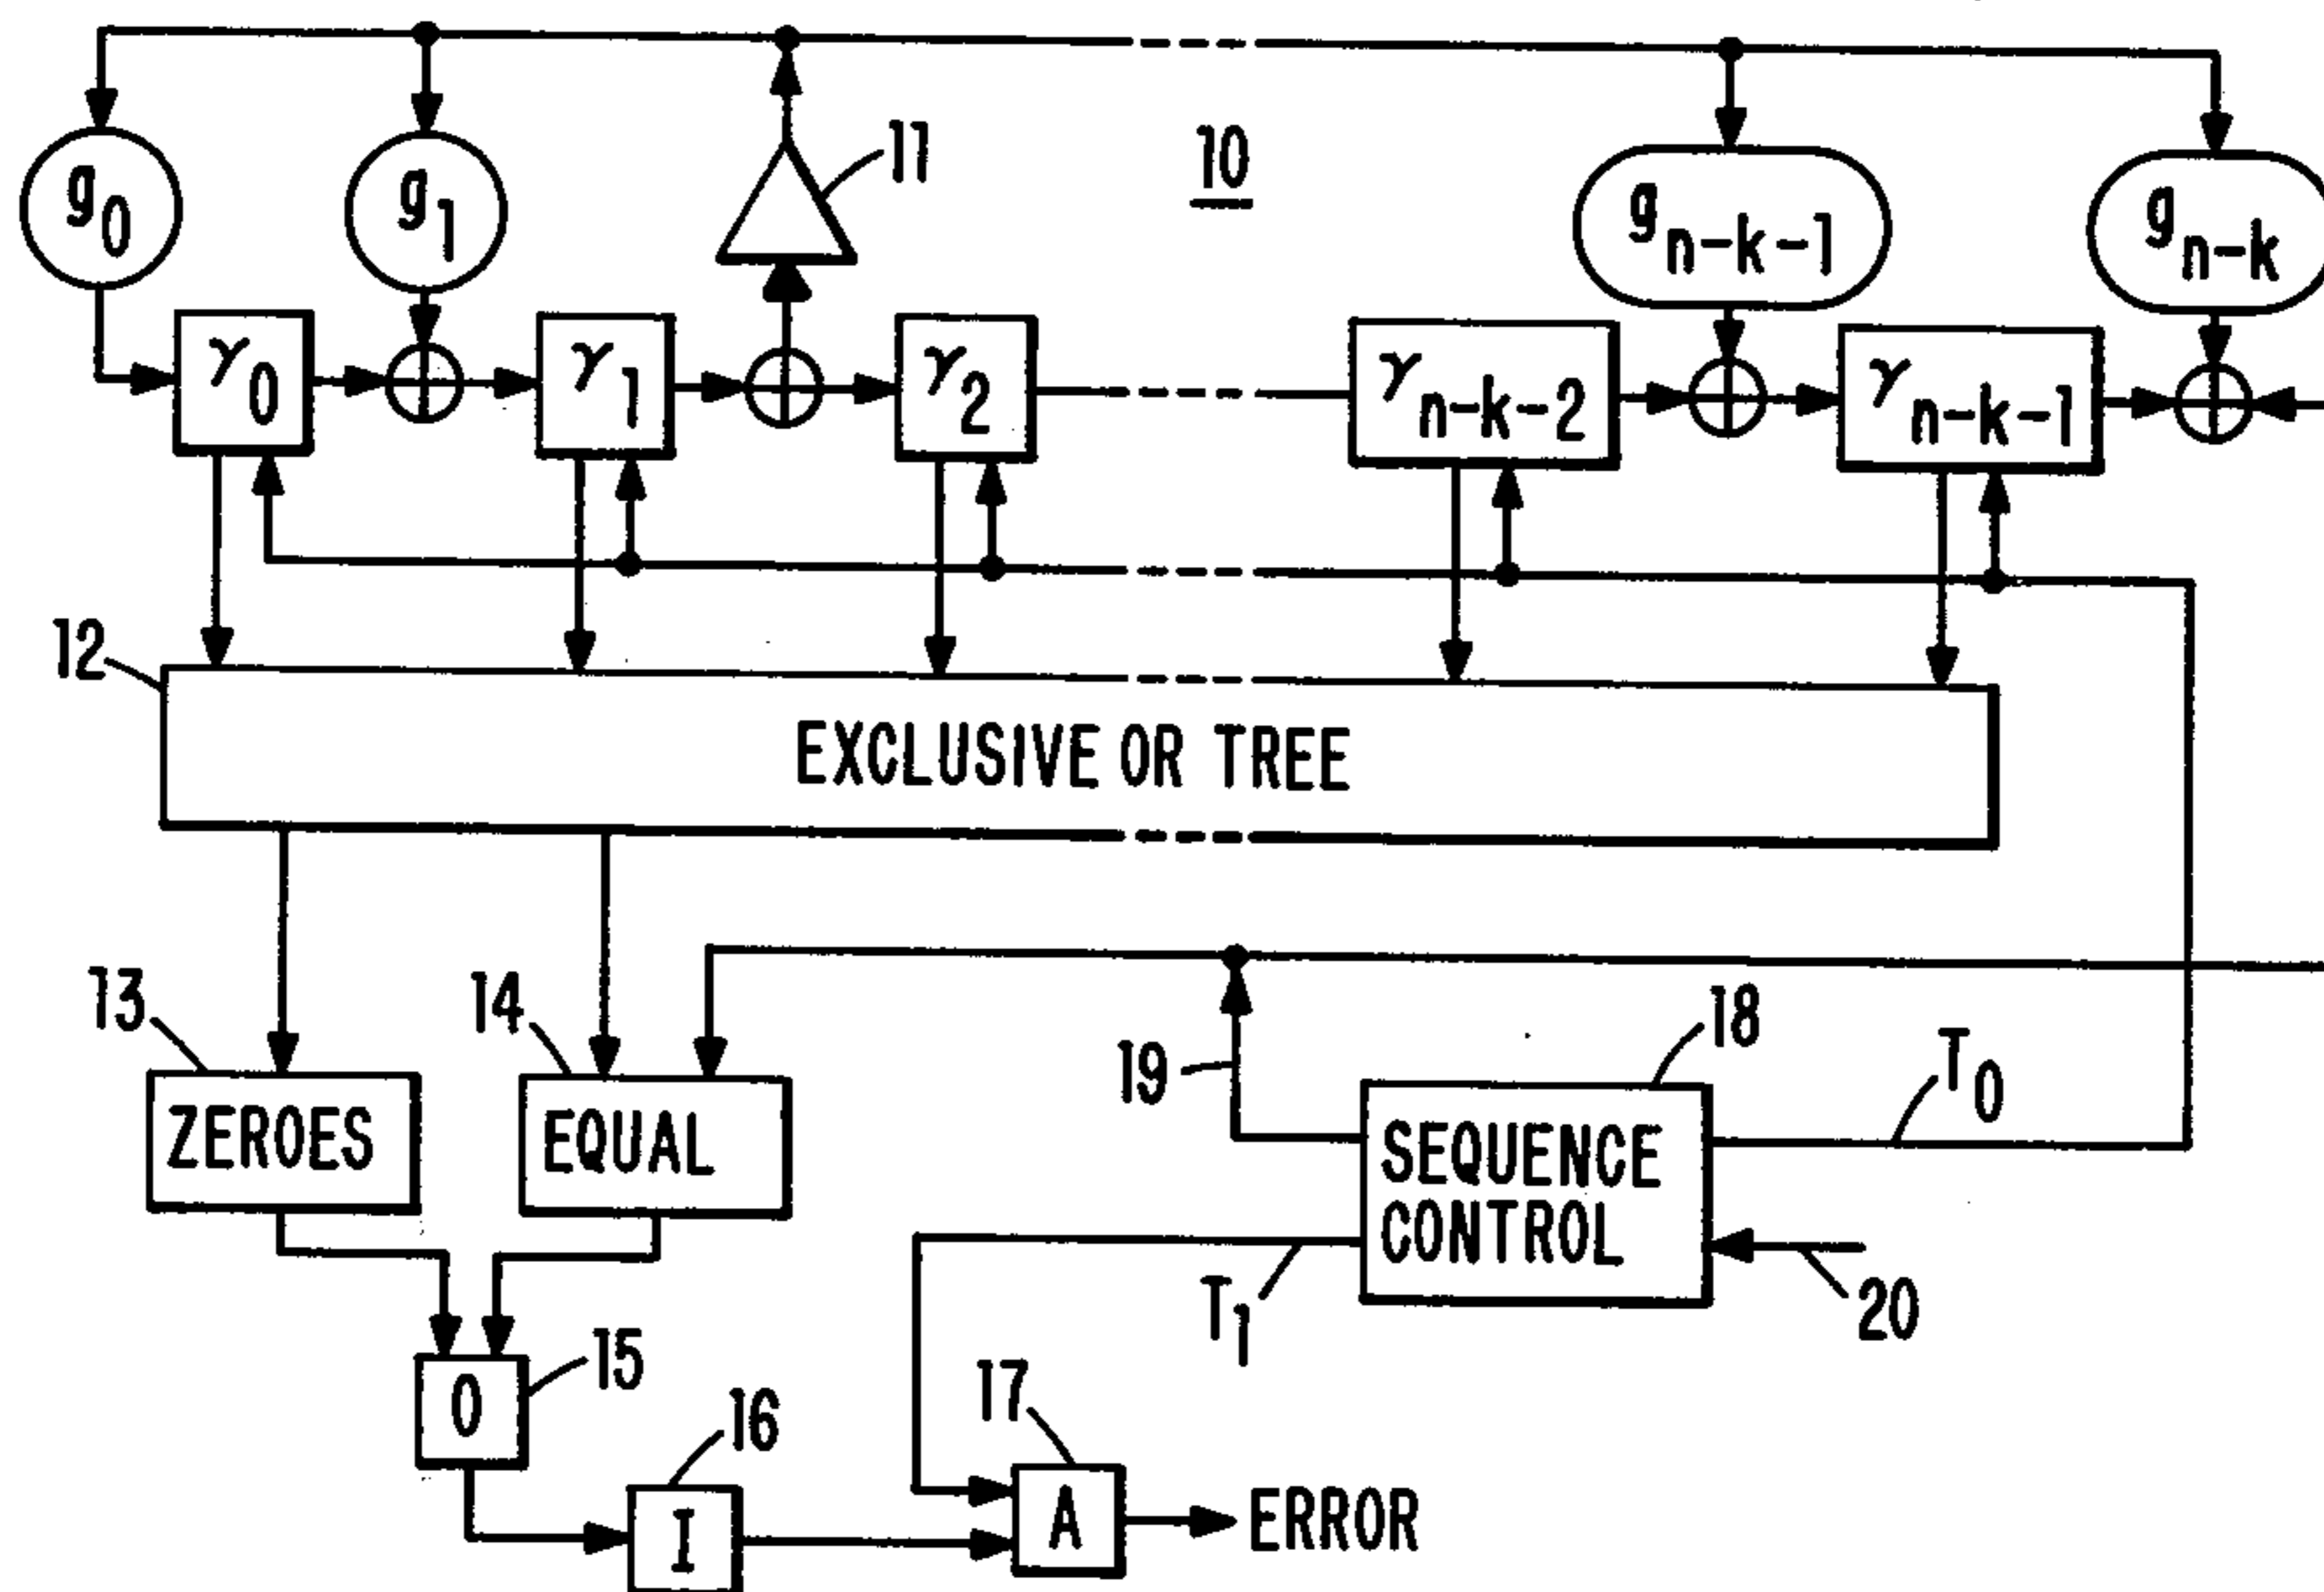 g0 g1 11 10 gn-k-1 gn-k
γ0 γ1 γ2 γn-k-2 γn-k-1
12
EXCLUSIVE OR TREE
13 14 19 18 T0
ZEROES EQUAL SEQUENCE
CONTROL
T1 20
0 15 16 17
I A ERROR